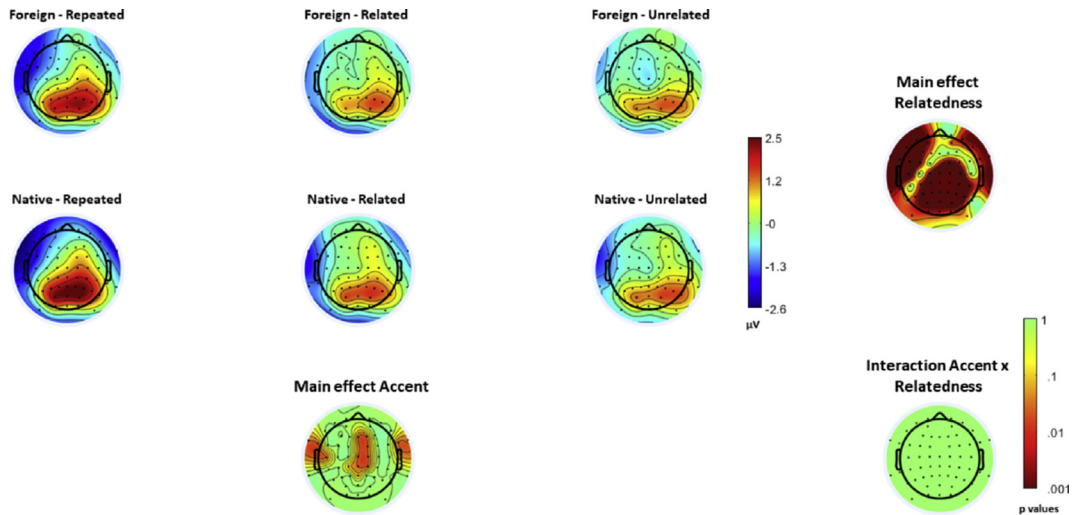 Foreign - Repeated
Foreign - Related
Foreign - Unrelated
Main effect
Relatedness
2.5
1.2
-0
-1.3
-2.6
µV
Native - Repeated
Native - Related
Native - Unrelated
Main effect Accent
Interaction Accent x
Relatedness
1
.1
.01
.001
p values